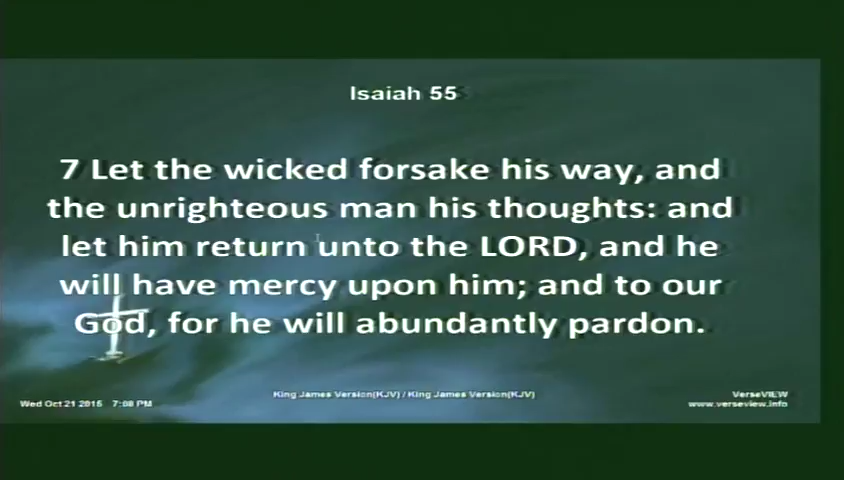 Isaiah 55
7 Let the wicked forsake his way, and
the unrighteous man his thoughts: and
let him return unto the LORD, and he
will have mercy upon him; and to our
God, for he will abundantly pardon.
King James Version(KJV) / King James Version(KJV)
VerseVIEW
Wed Oct 21 2015 7:08 PM
www.verseview.info